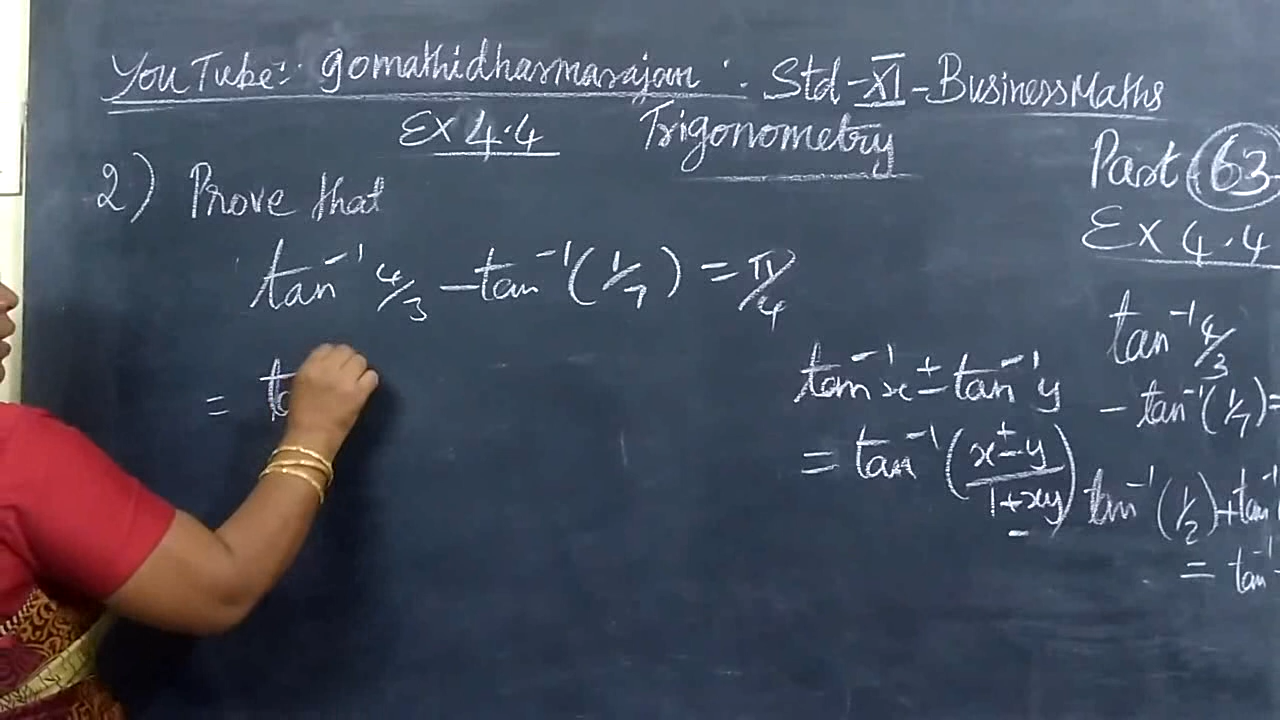 YouTube:- gomathidharmarajan :- Std-XI-BusinessMaths
Ex 4.4 Trigonometry
Part 63
Ex 4.4
2) Prove that
tan⁻¹ 4/3 - tan⁻¹(1/7) = π/4
= t
tan⁻¹x ± tan⁻¹y
= tan⁻¹(x±y/1∓xy)
tan⁻¹ 4/3
- tan⁻¹(1/7) =
tan⁻¹(1/2) + tan⁻¹
= tan⁻¹